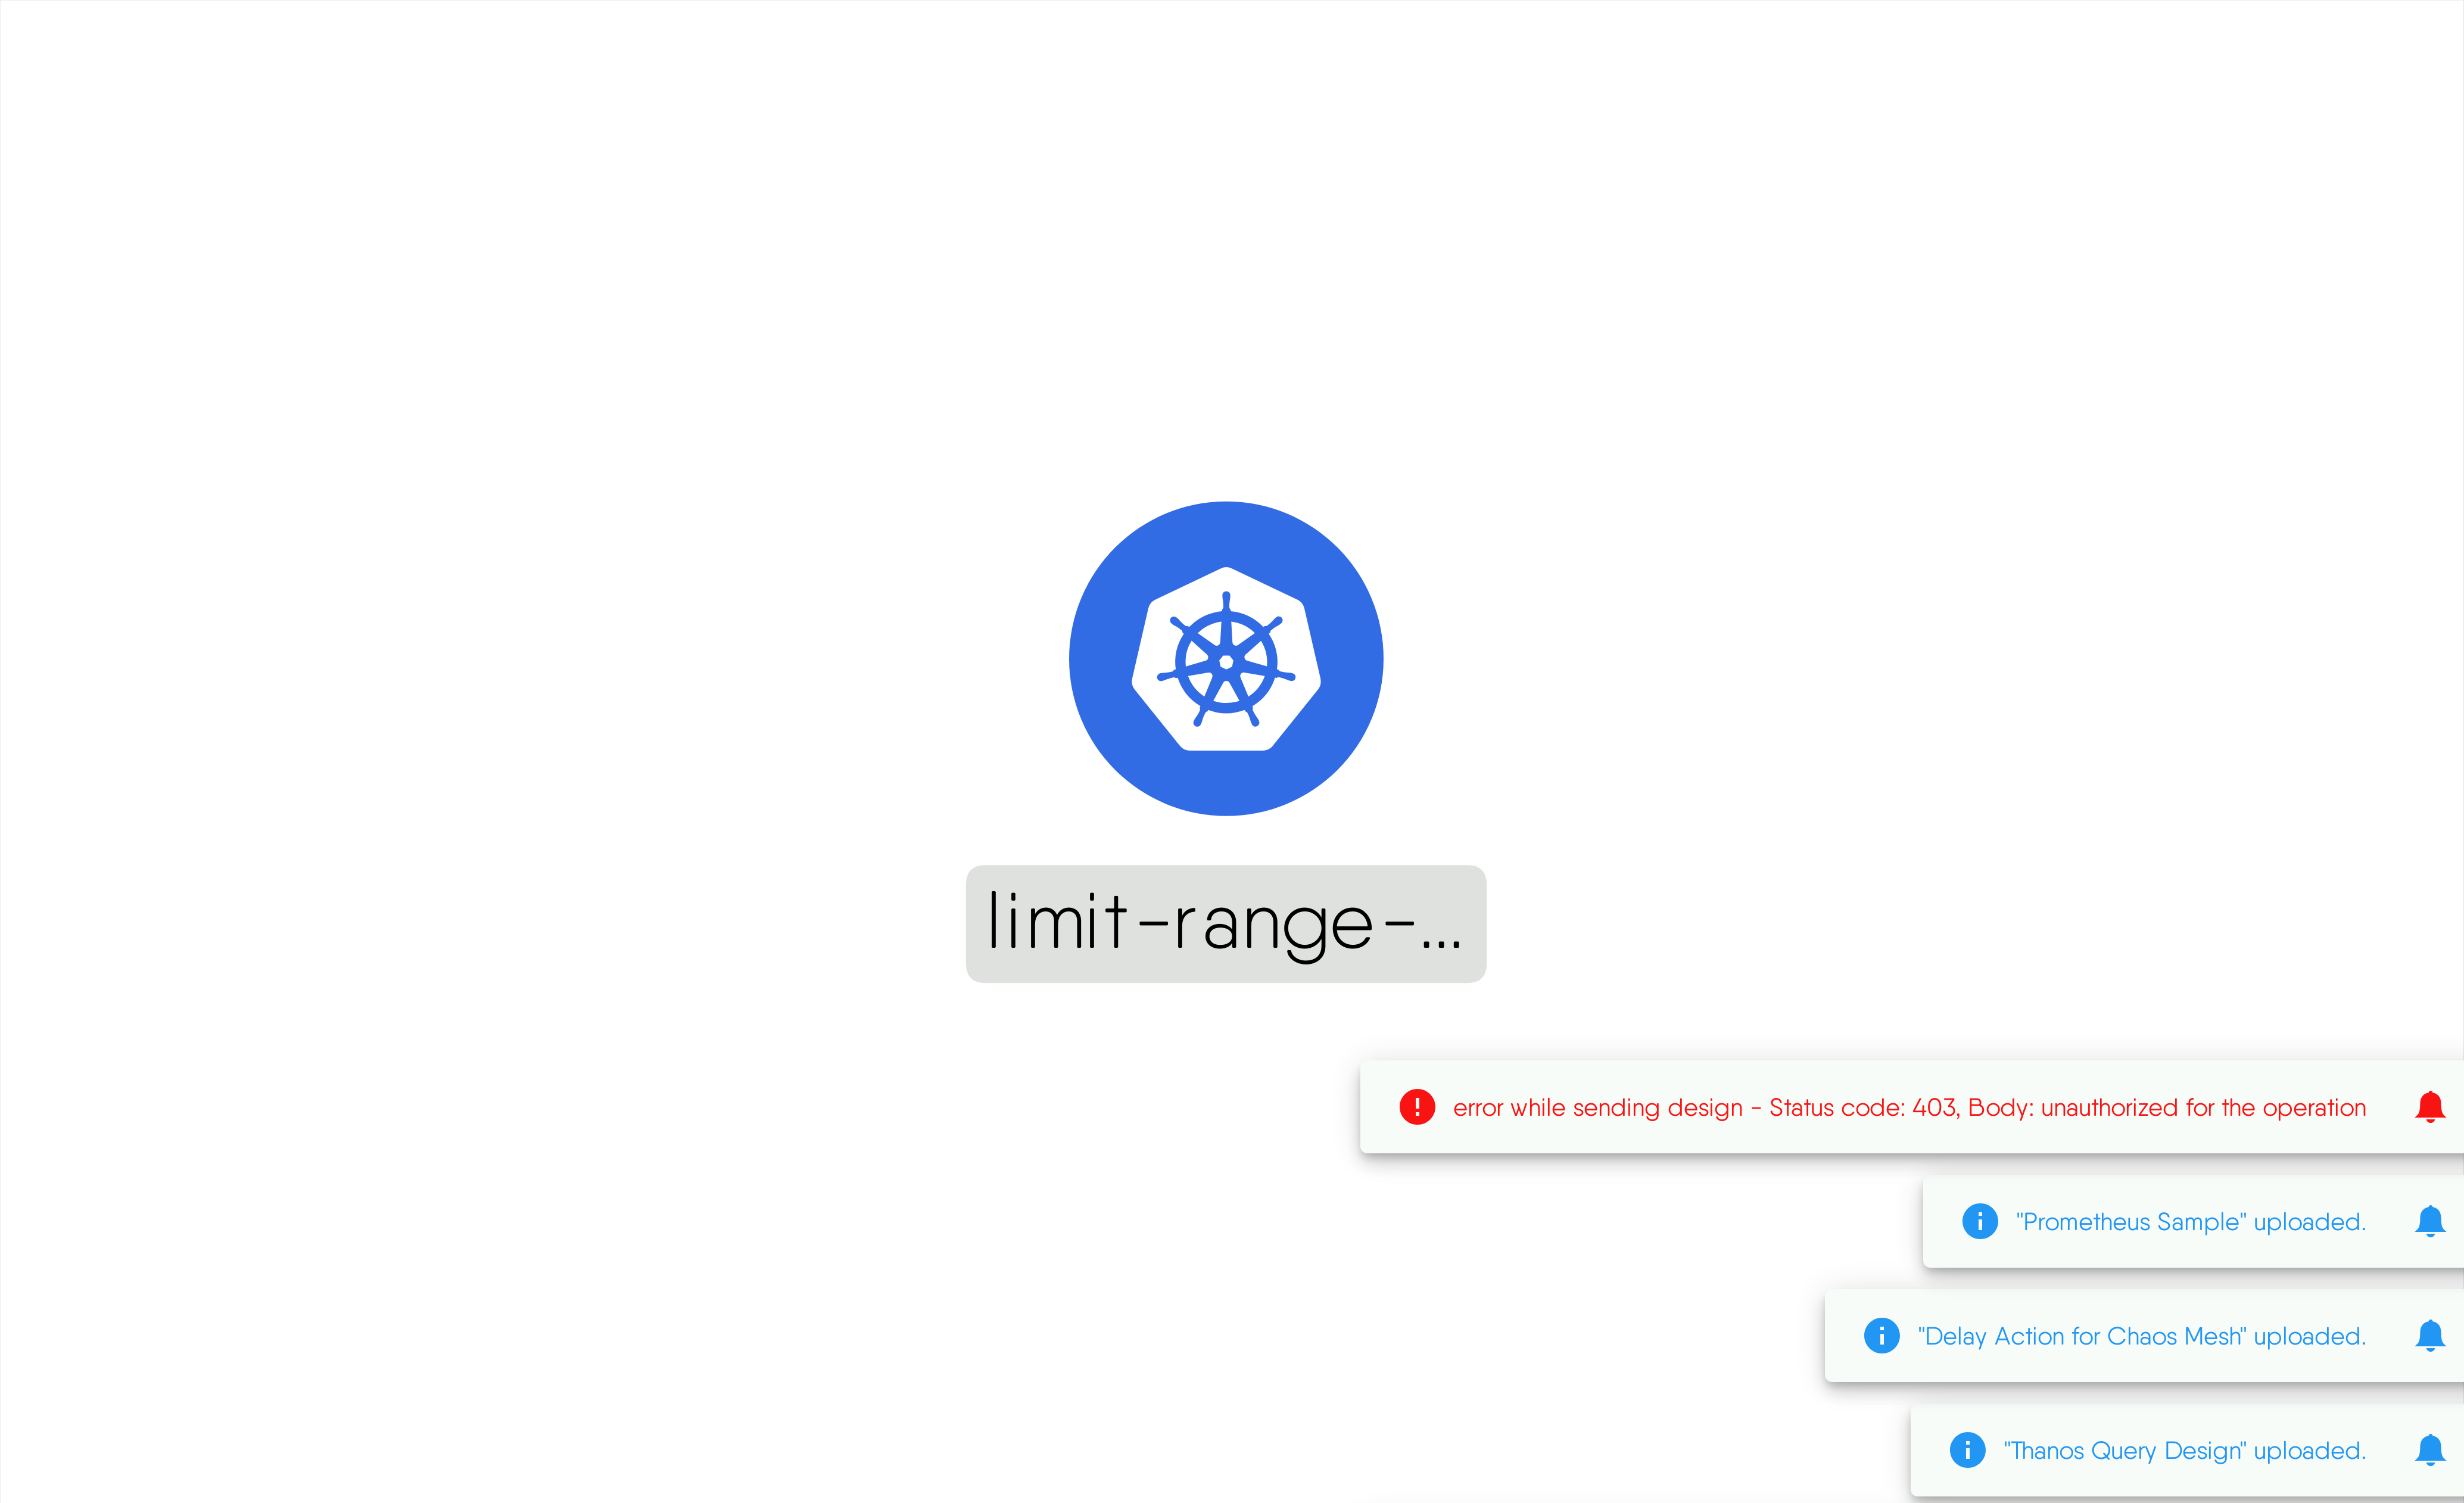 limit-range-...
error while sending design - Status code: 403, Body: unauthorized for the operation
"Prometheus Sample" uploaded.
"Delay Action for Chaos Mesh" uploaded.
"Thanos Query Design" uploaded.